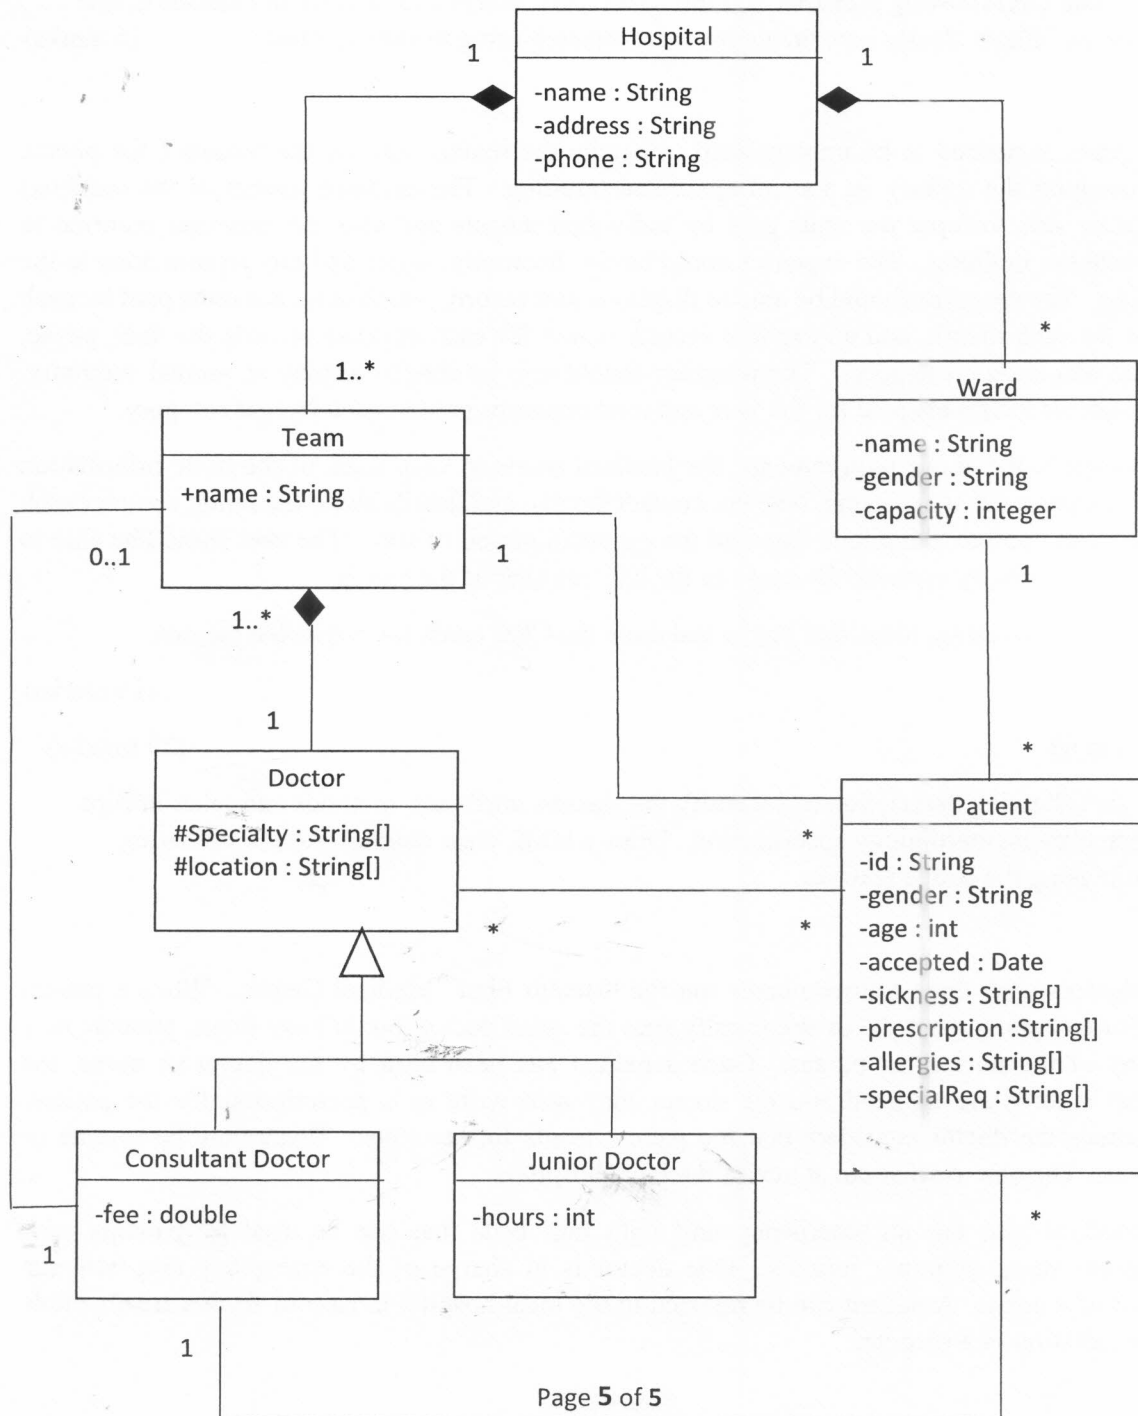 Hospital
1
1
-name : String
-address : String
-phone : String
1..*
*
Team
+name : String
Ward
-name : String
-gender : String
-capacity : integer
0..1
1
1
1..*
1
*
Doctor
#Specialty : String[]
#location : String[]
Patient
-id : String
-gender : String
-age : int
-accepted : Date
-sickness : String[]
-prescription :String[]
-allergies : String[]
-specialReq : String[]
*
*
*
Consultant Doctor
-fee : double
Junior Doctor
-hours : int
1
*
1
Page 5 of 5